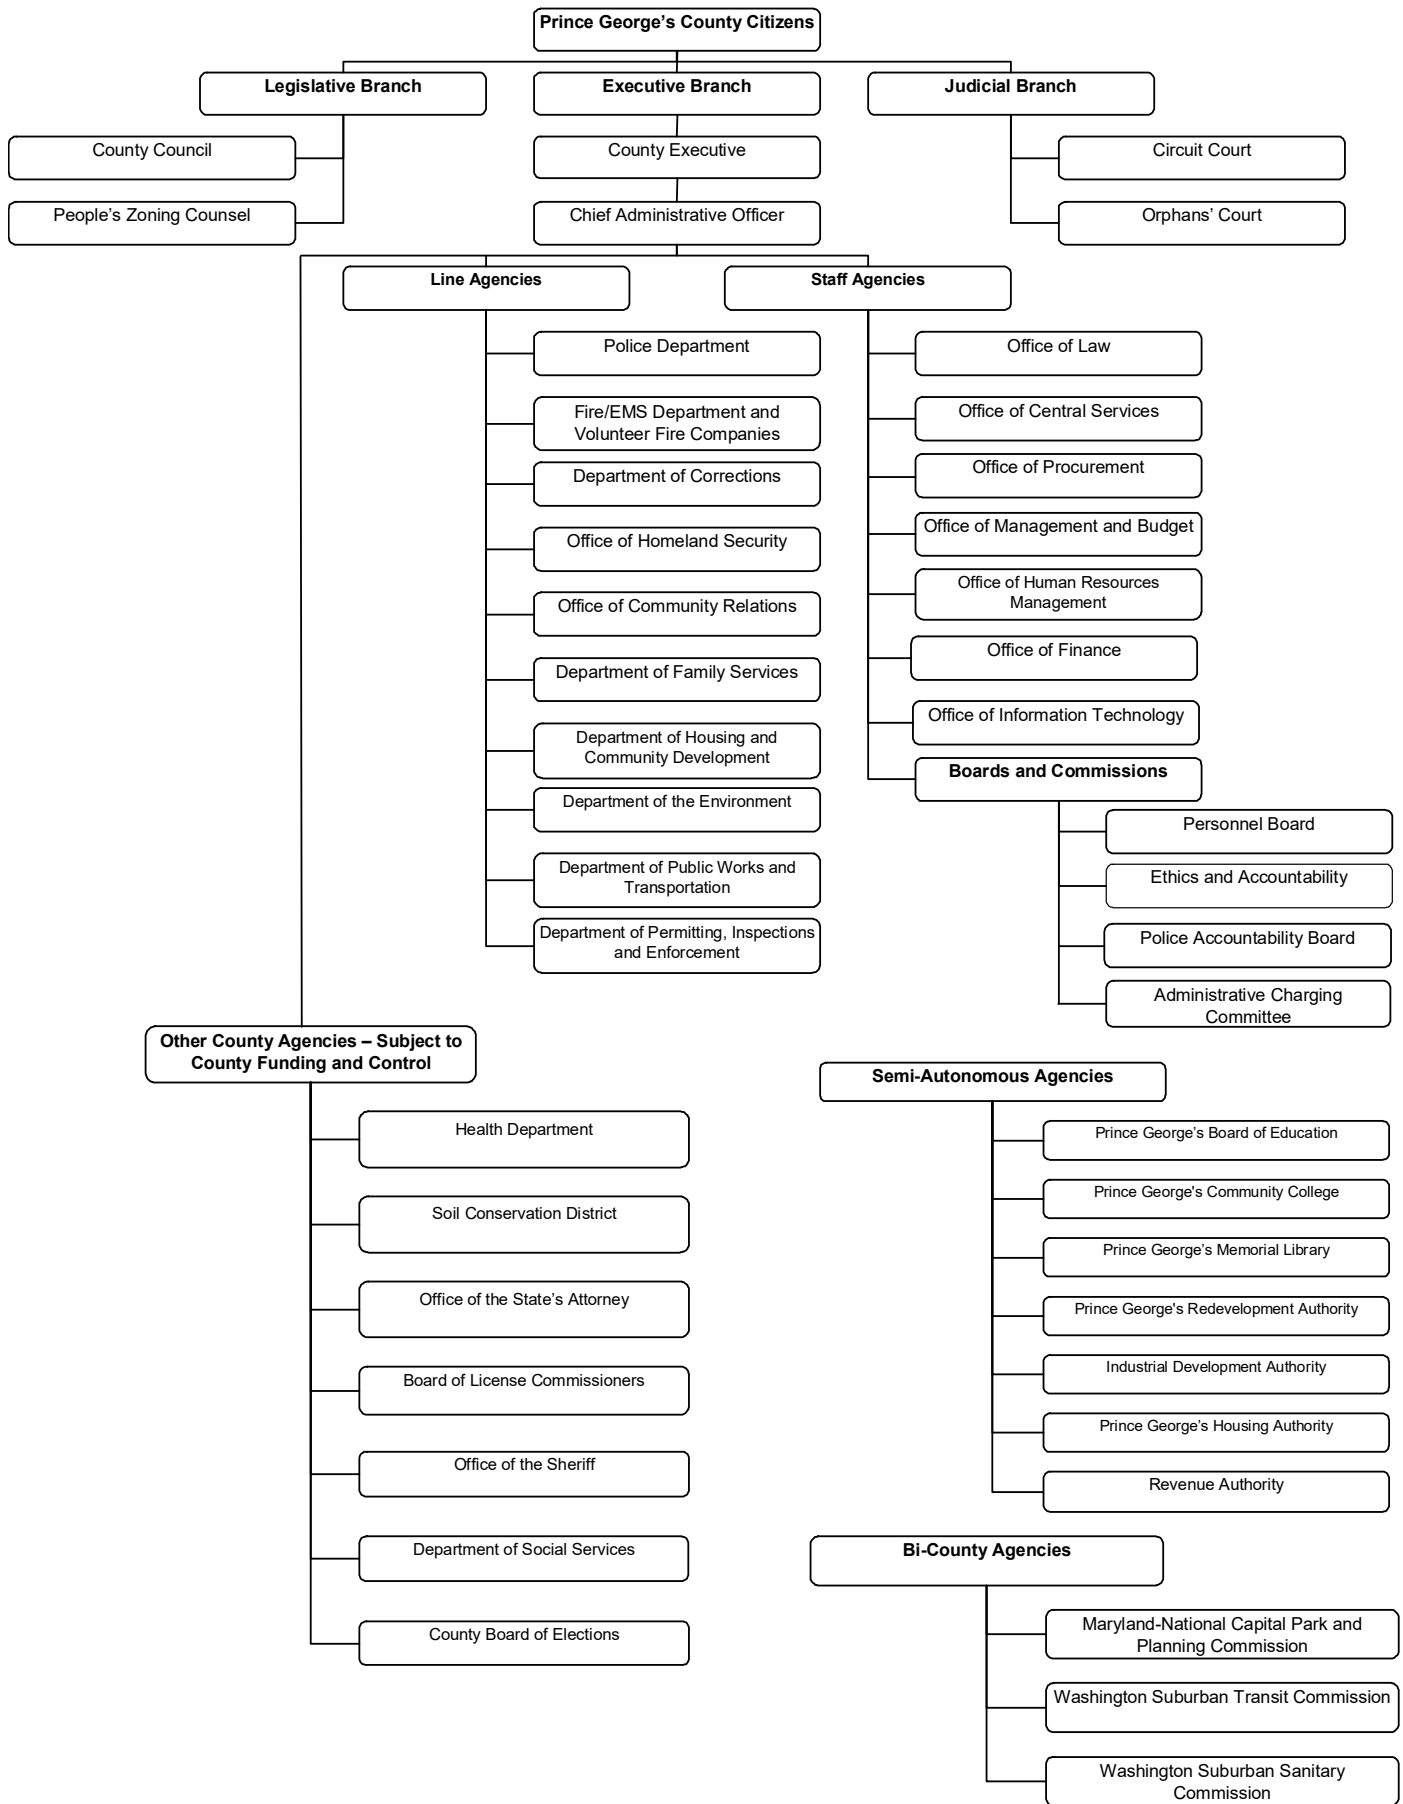 Prince George’s County Citizens
Legislative Branch
Executive Branch
Judicial Branch
County Council
County Executive
Circuit Court
People’s Zoning Counsel
Chief Administrative Officer
Orphans’ Court
Line Agencies
Staff Agencies
Police Department
Fire/EMS Department and
Volunteer Fire Companies
Department of Corrections
Office of Homeland Security
Office of Community Relations
Department of Family Services
Department of Housing and
Community Development
Department of the Environment
Department of Public Works and
Transportation
Department of Permitting, Inspections
and Enforcement
Office of Law
Office of Central Services
Office of Procurement
Office of Management and Budget
Office of Human Resources
Management
Office of Finance
Office of Information Technology
Boards and Commissions
Personnel Board
Ethics and Accountability
Police Accountability Board
Administrative Charging
Committee
Other County Agencies – Subject to
County Funding and Control
Health Department
Soil Conservation District
Office of the State’s Attorney
Board of License Commissioners
Office of the Sheriff
Department of Social Services
County Board of Elections
Semi-Autonomous Agencies
Prince George’s Board of Education
Prince George's Community College
Prince George’s Memorial Library
Prince George's Redevelopment Authority
Industrial Development Authority
Prince George’s Housing Authority
Revenue Authority
Bi-County Agencies
Maryland-National Capital Park and
Planning Commission
Washington Suburban Transit Commission
Washington Suburban Sanitary
Commission